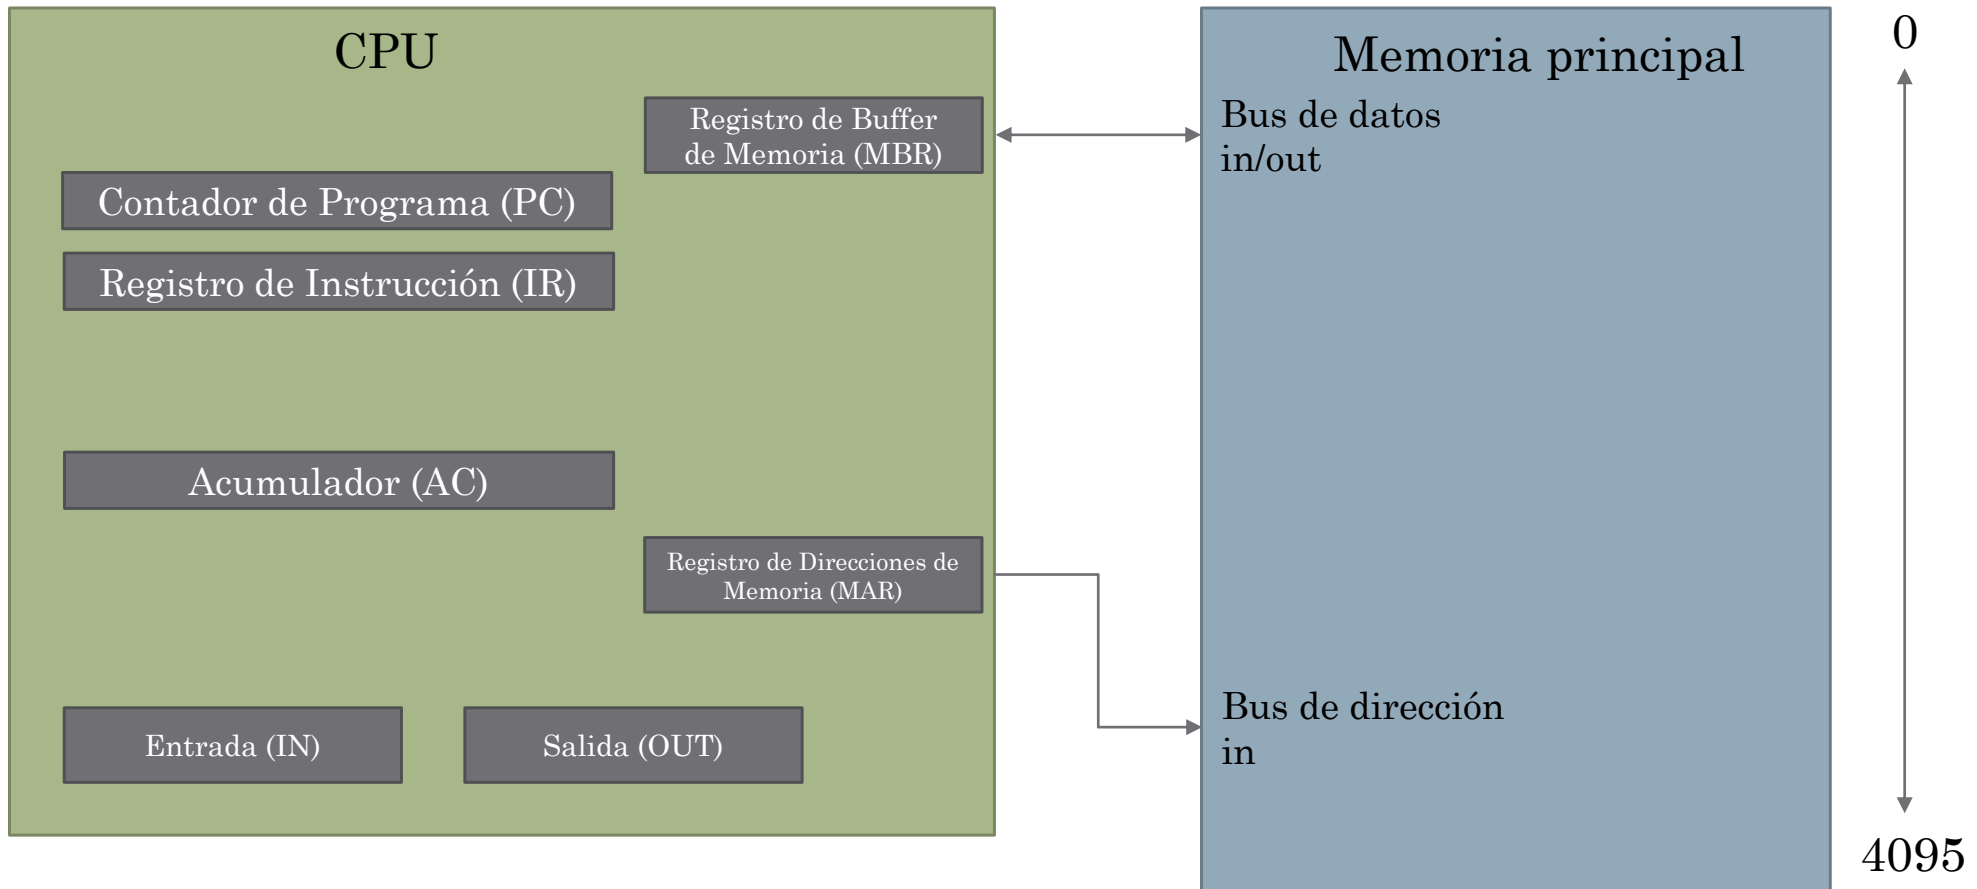 CPU
Registro de Buffer
de Memoria (MBR)
Contador de Programa (PC)
Registro de Instrucción (IR)
Acumulador (AC)
Registro de Direcciones de
Memoria (MAR)
Entrada (IN)
Salida (OUT)
Memoria principal
Bus de datos
in/out
Bus de dirección
in
0
4095